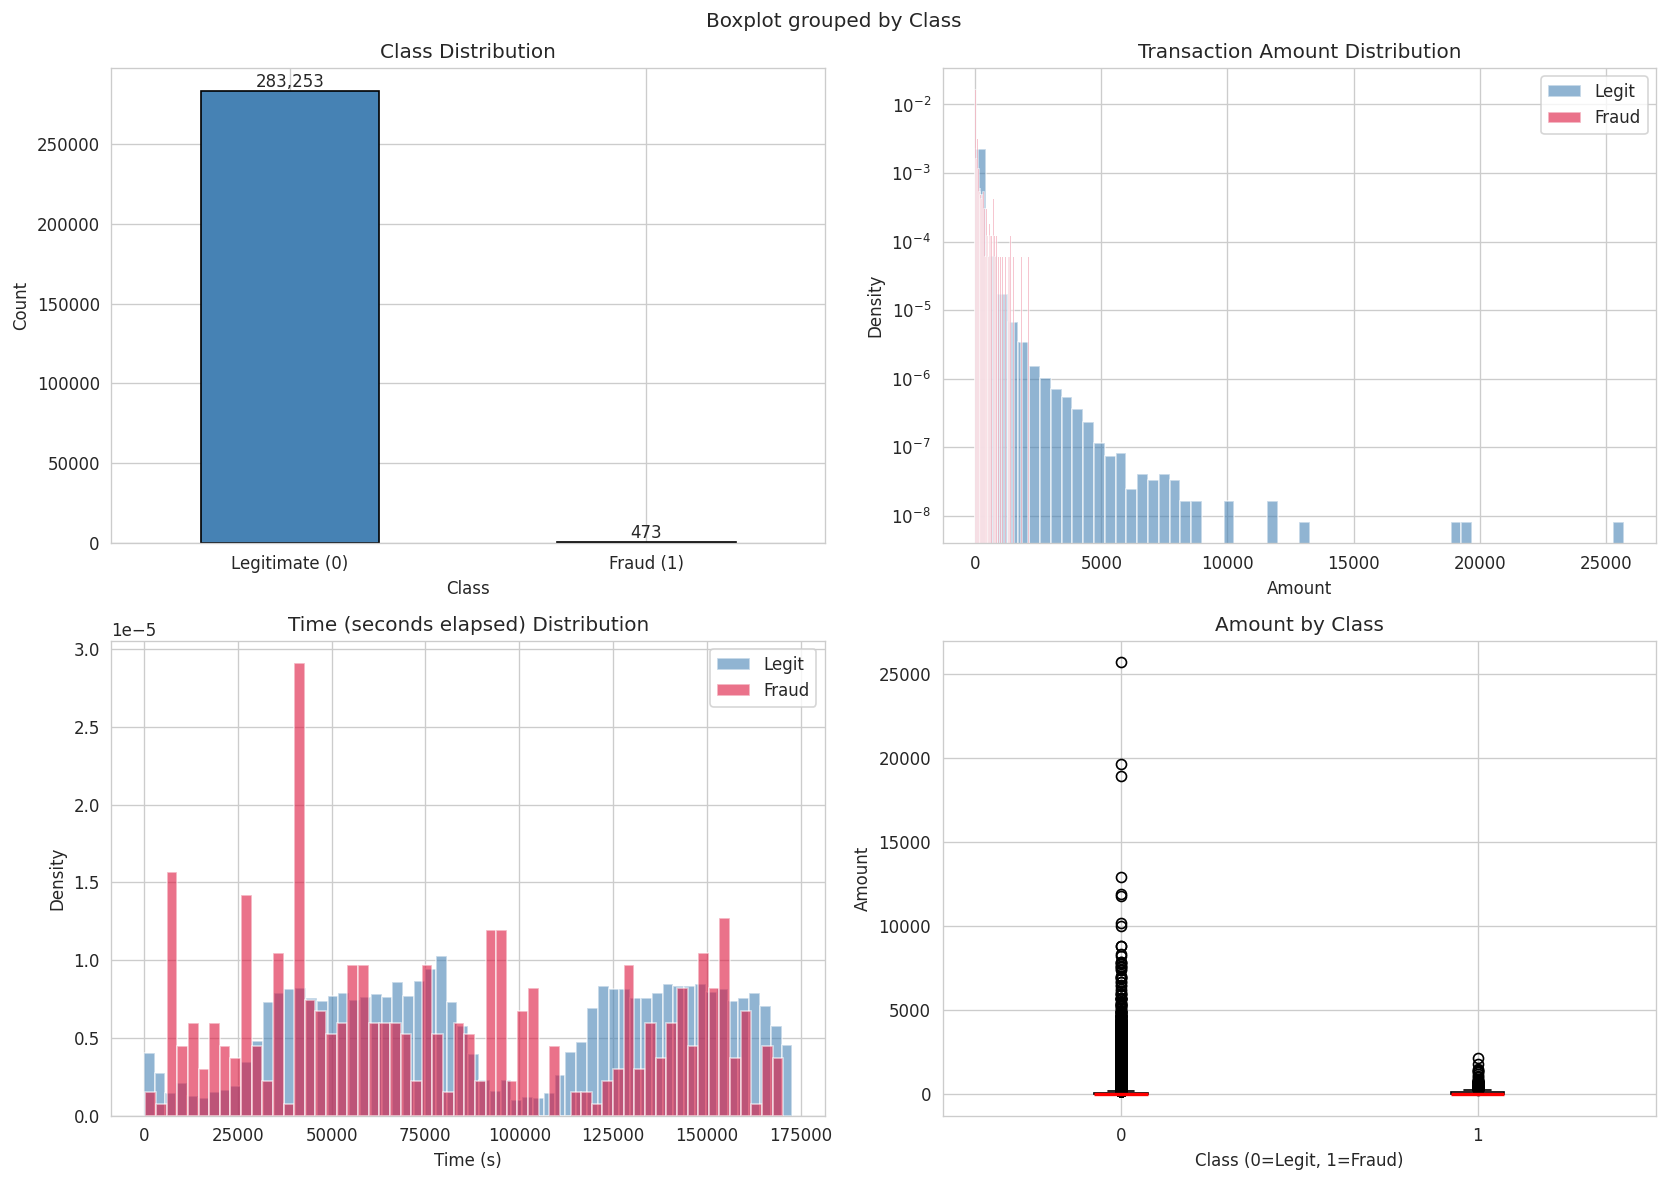 Boxplot grouped by Class
Class Distribution
283,253
473
250000
200000
150000
100000
50000
0
Count
Legitimate (0)
Fraud (1)
Class
Transaction Amount Distribution
Legit
Fraud
10⁻²
10⁻³
10⁻⁴
10⁻⁵
10⁻⁶
10⁻⁷
10⁻⁸
Density
0
5000
10000
15000
20000
25000
Amount
Time (seconds elapsed) Distribution
1e−5
Legit
Fraud
3.0
2.5
2.0
1.5
1.0
0.5
0.0
Density
0
25000
50000
75000
100000
125000
150000
175000
Time (s)
Amount by Class
25000
20000
15000
10000
5000
0
Amount
0
1
Class (0=Legit, 1=Fraud)